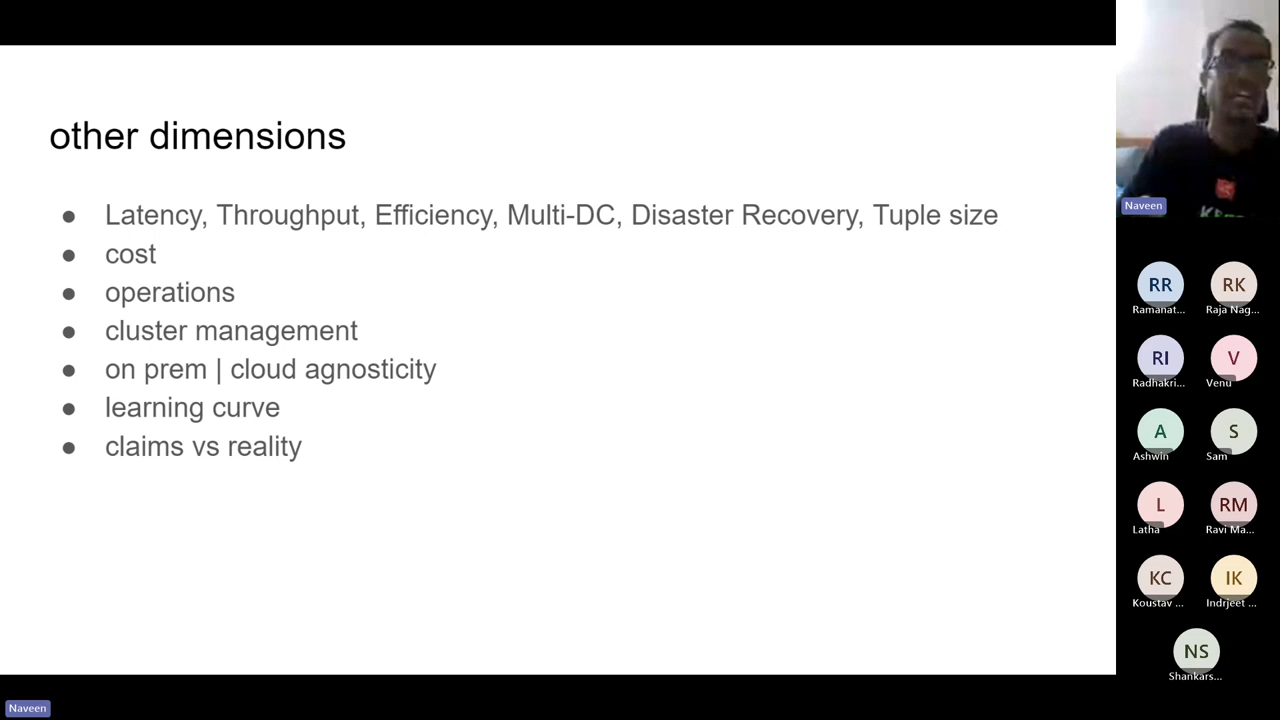 other dimensions
● Latency, Throughput, Efficiency, Multi-DC, Disaster Recovery, Tuple size
● cost
● operations
● cluster management
● on prem | cloud agnosticity
● learning curve
● claims vs reality
Naveen
RR RK
Ramanat... Raja Nag...
RI V
Radhakri... Venu
A S
Ashwin Sam
L RM
Latha Ravi Ma...
KC IK
Koustav ... Indrjeet ...
NS
Shankars...
Naveen